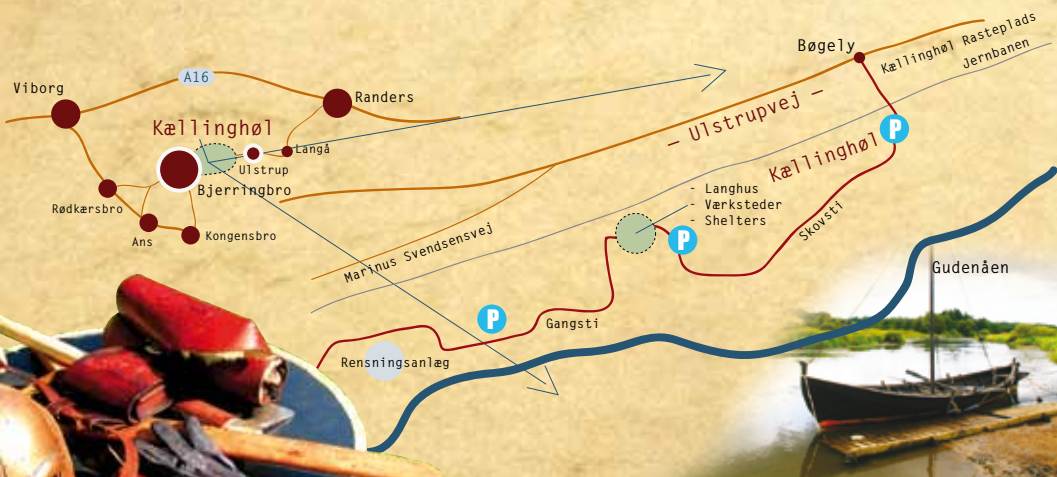 Viborg
A16
Randers
Kællinghøl
Langå
Ulstrup
Bjerringbro
Rødkærsbro
Ans
Kongensbro
Bøgely
Kællinghøl Rasteplads
Jernbanen
– Ulstrupvej –
P
Kællinghøl
- Langhus
- Værksteder
- Shelters
P
Skovsti
Marinus Svendsensvej
Gudenåen
P
Gangsti
Rensningsanlæg